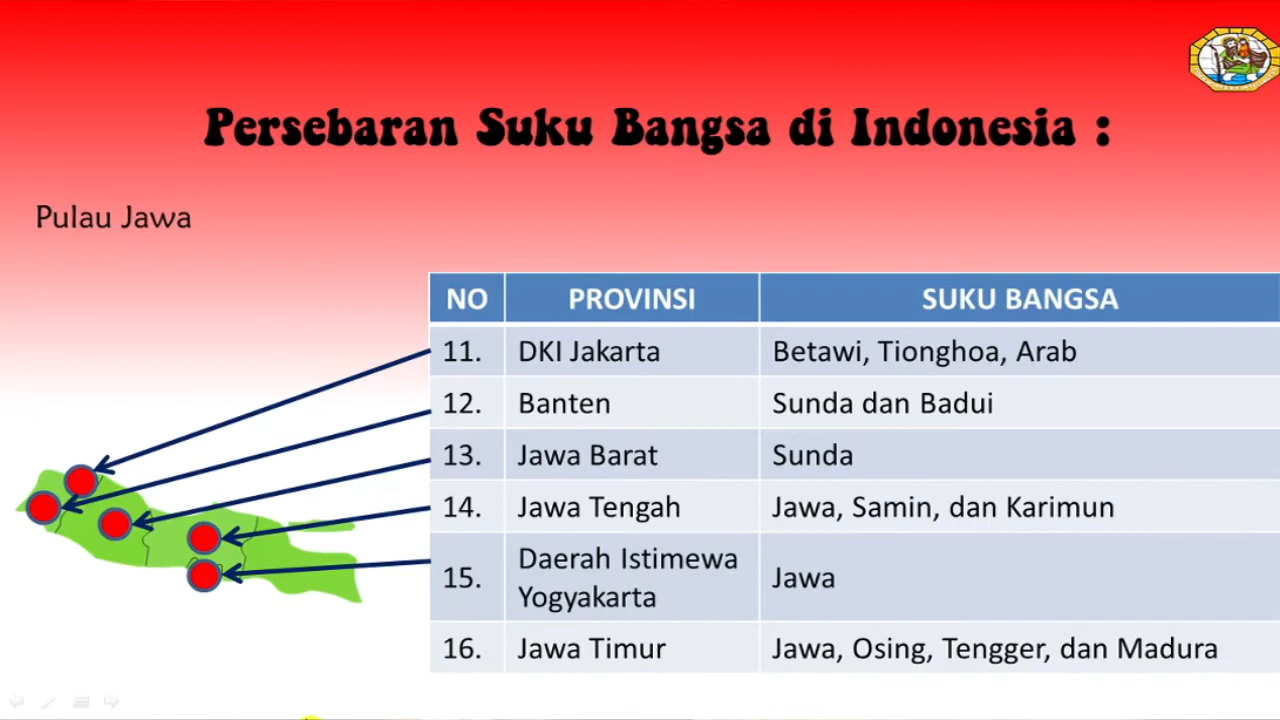 Persebaran Suku Bangsa di Indonesia :
Pulau Jawa
NO PROVINSI SUKU BANGSA
11. DKI Jakarta Betawi, Tionghoa, Arab
12. Banten Sunda dan Badui
13. Jawa Barat Sunda
14. Jawa Tengah Jawa, Samin, dan Karimun
15. Daerah Istimewa
Yogyakarta Jawa
16. Jawa Timur Jawa, Osing, Tengger, dan Madura